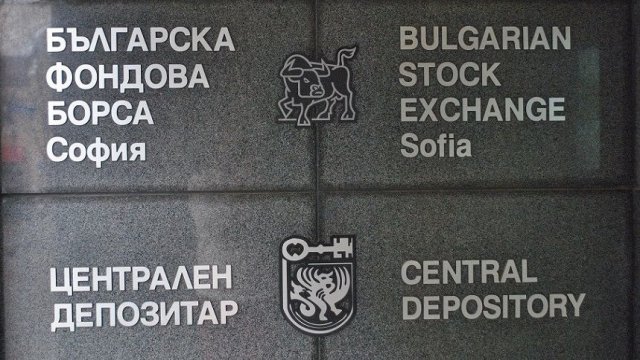 БЪЛГАРСКА
ФОНДОВА
БОРСА
София
BULGARIAN
STOCK
EXCHANGE
Sofia
ЦЕНТРАЛЕН
ДЕПОЗИТАР
CENTRAL
DEPOSITORY